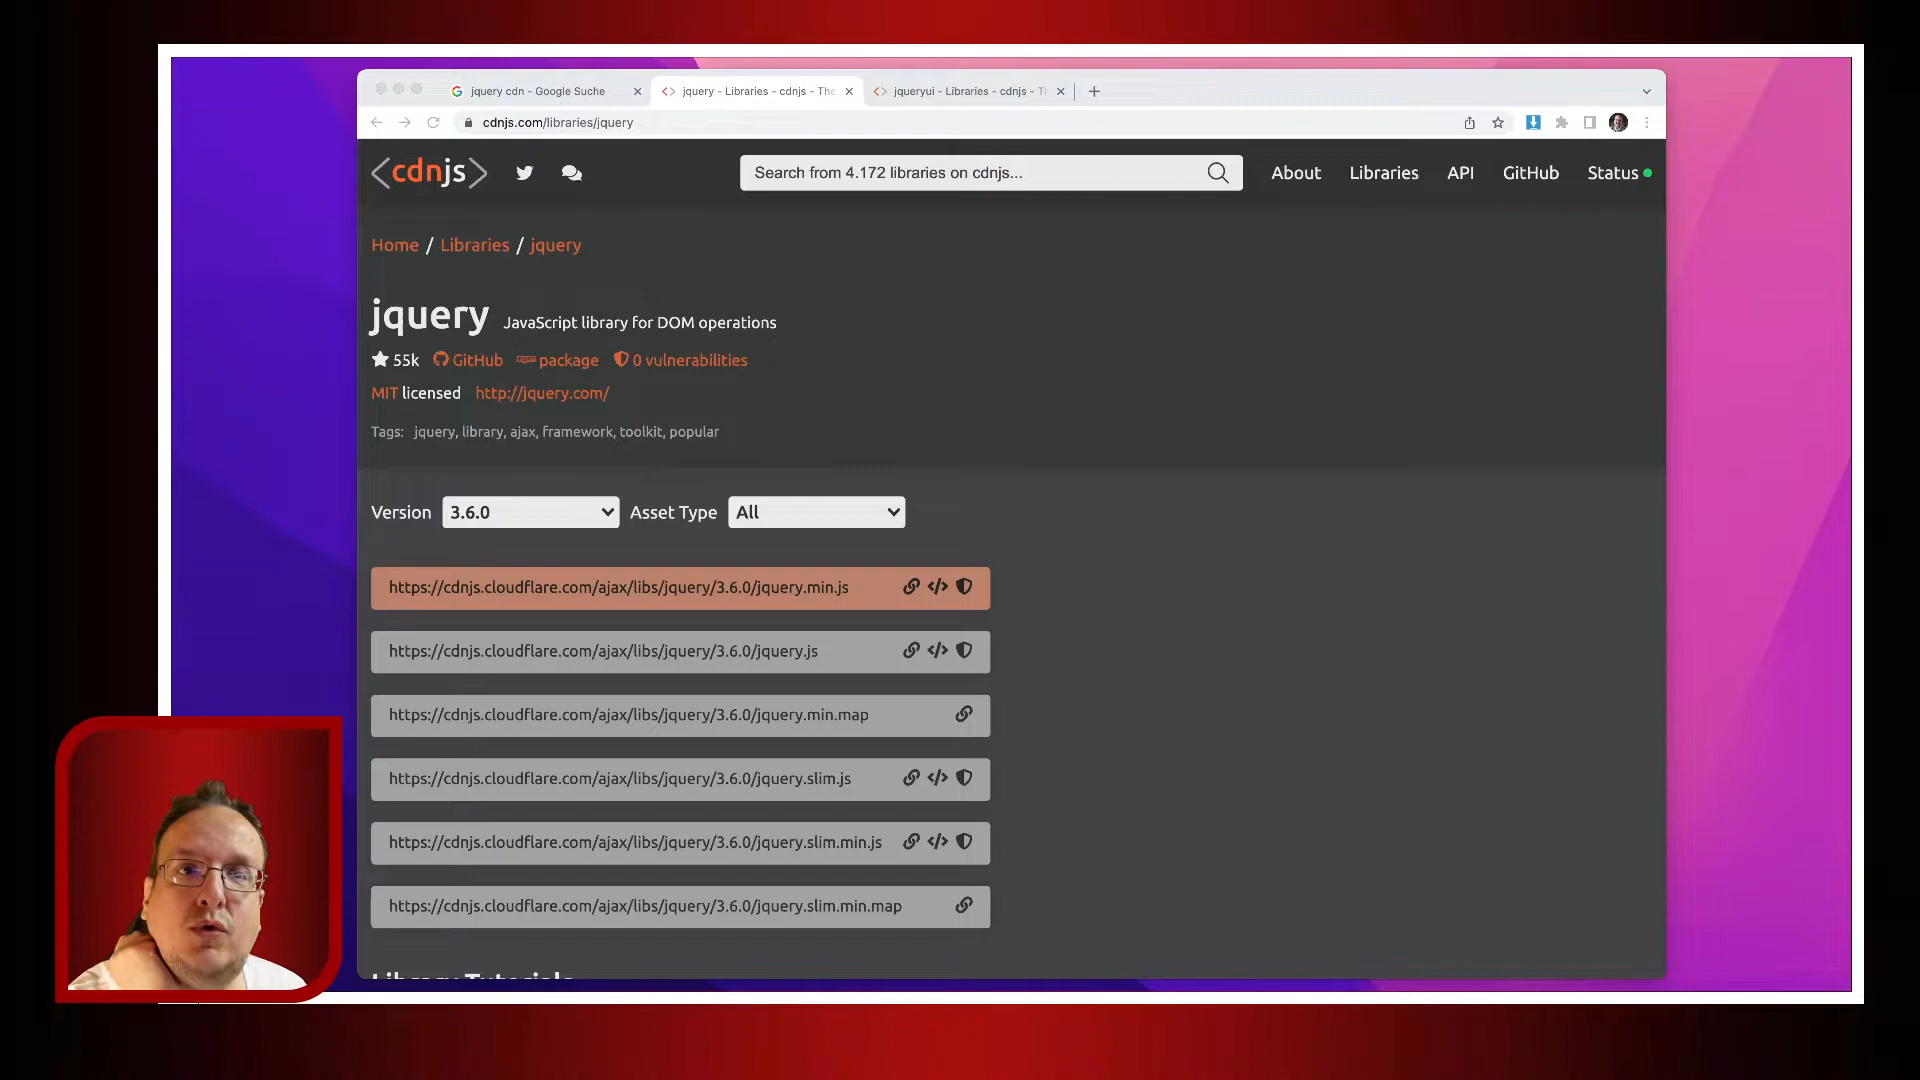 jquery cdn - Google Suche
jquery - Libraries - cdnjs - The
jqueryui - Libraries - cdnjs - T
cdnjs.com/libraries/jquery
<cdnjs>
Search from 4.172 libraries on cdnjs...
About
Libraries
API
GitHub
Status
Home / Libraries / jquery
jquery JavaScript library for DOM operations
55k GitHub package 0 vulnerabilities
MIT licensed http://jquery.com/
Tags: jquery, library, ajax, framework, toolkit, popular
Version 3.6.0 Asset Type All
https://cdnjs.cloudflare.com/ajax/libs/jquery/3.6.0/jquery.min.js
https://cdnjs.cloudflare.com/ajax/libs/jquery/3.6.0/jquery.js
https://cdnjs.cloudflare.com/ajax/libs/jquery/3.6.0/jquery.min.map
https://cdnjs.cloudflare.com/ajax/libs/jquery/3.6.0/jquery.slim.js
https://cdnjs.cloudflare.com/ajax/libs/jquery/3.6.0/jquery.slim.min.js
https://cdnjs.cloudflare.com/ajax/libs/jquery/3.6.0/jquery.slim.min.map
Library Tutorials